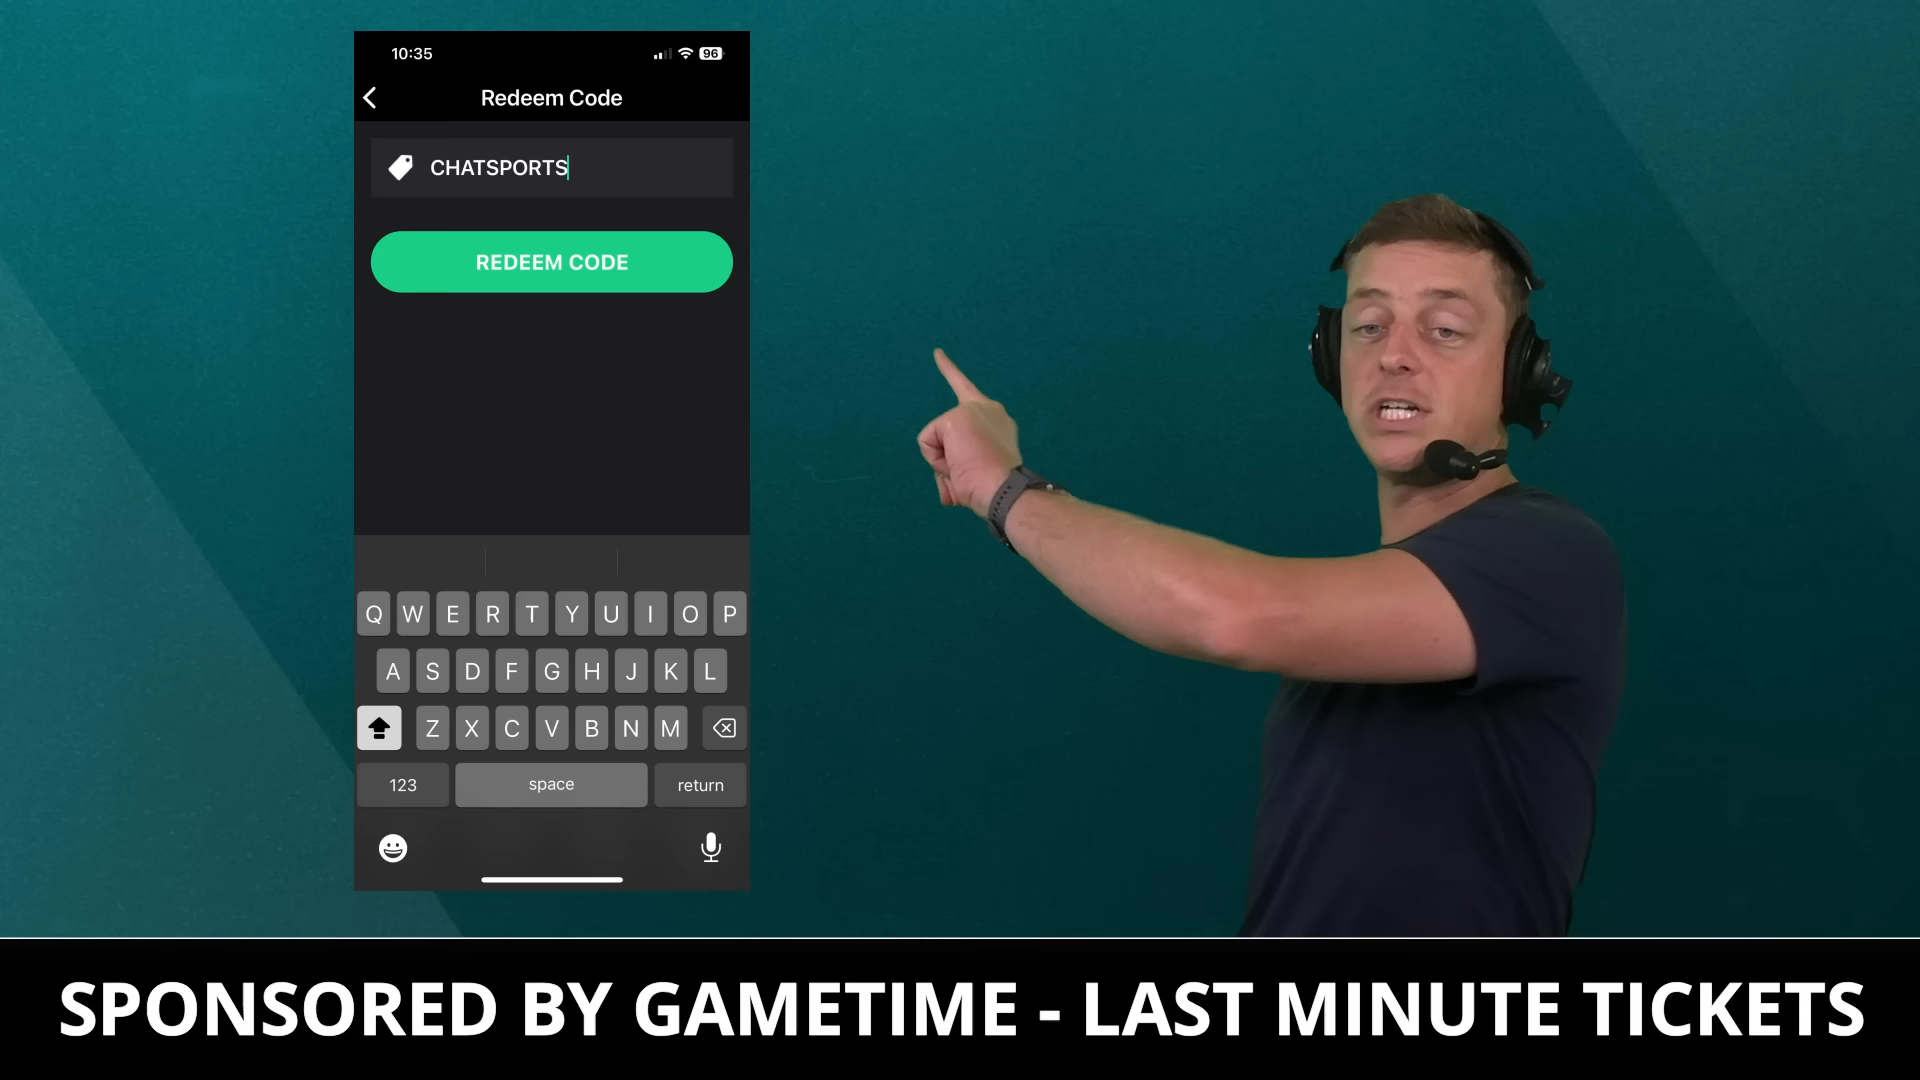 10:35
96
Redeem Code
CHATSPORTS
REDEEM CODE
Q W E R T Y U I O P
A S D F G H J K L
Z X C V B N M
123 space return
SPONSORED BY GAMETIME - LAST MINUTE TICKETS